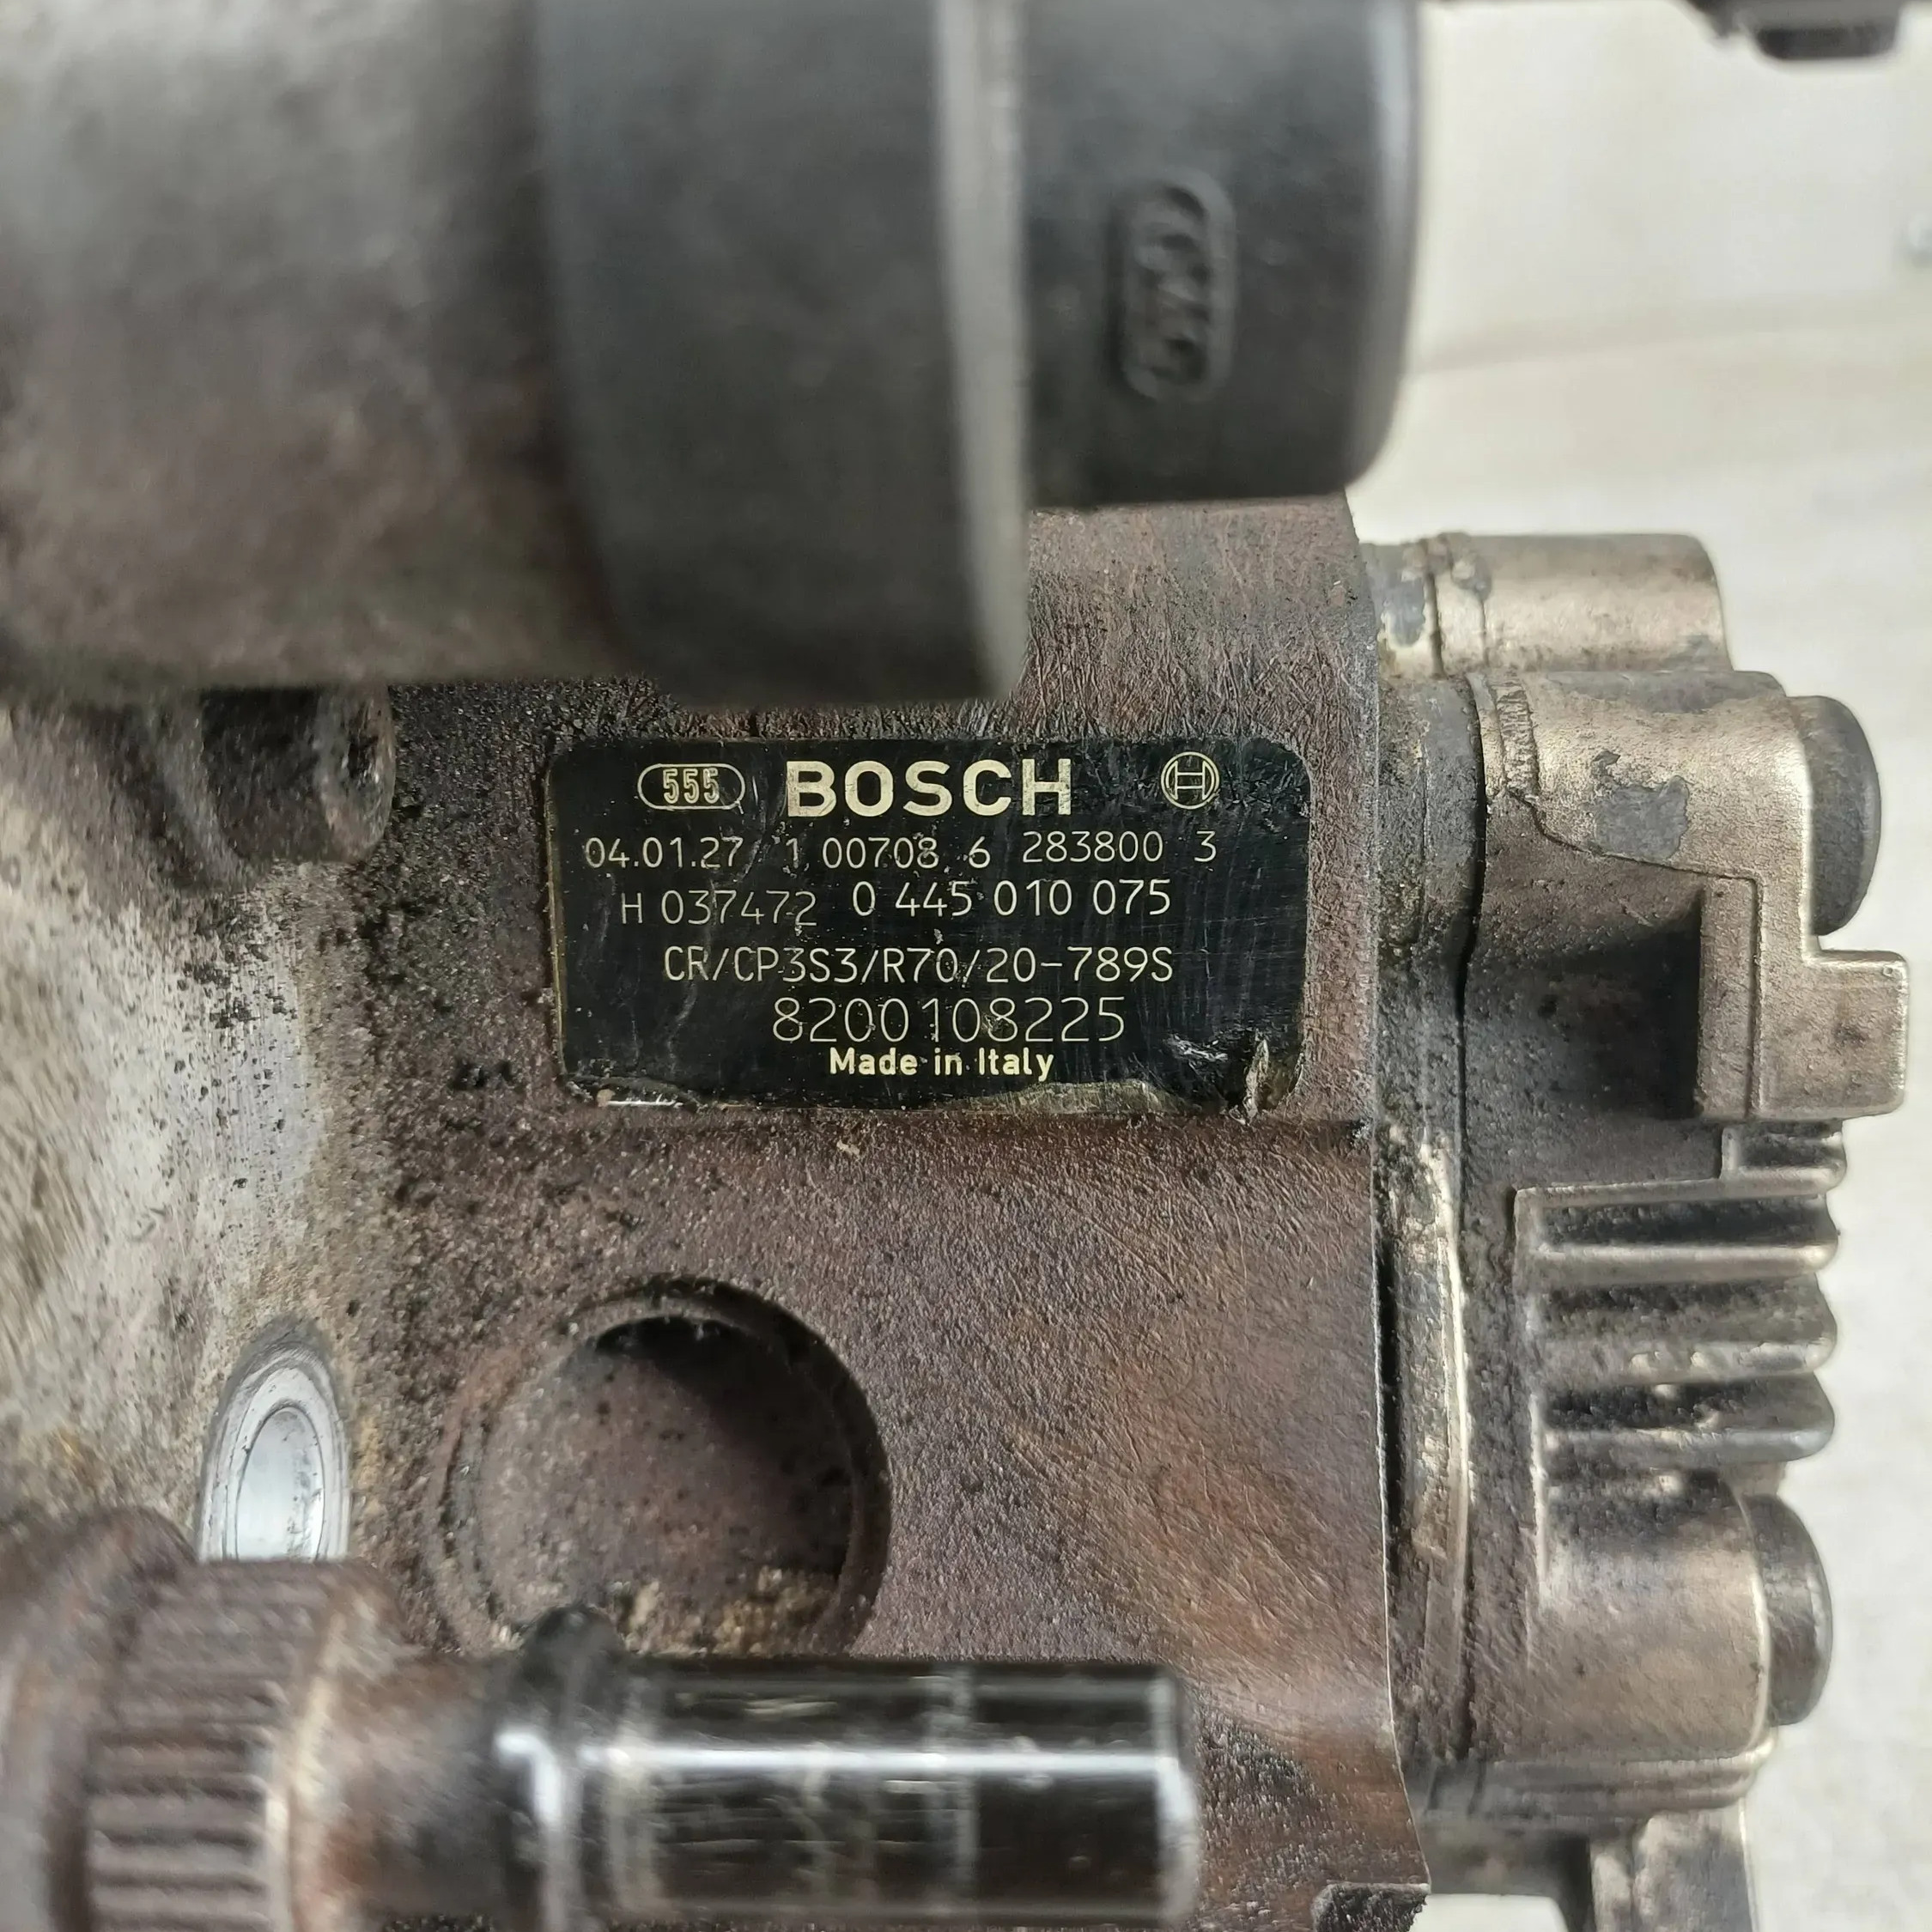 555 BOSCH
04.01.27 1 00708 6 283800 3
H 037472 0 445 010 075
CR/CP3S3/R70/20-789S
8200108225
Made in Italy